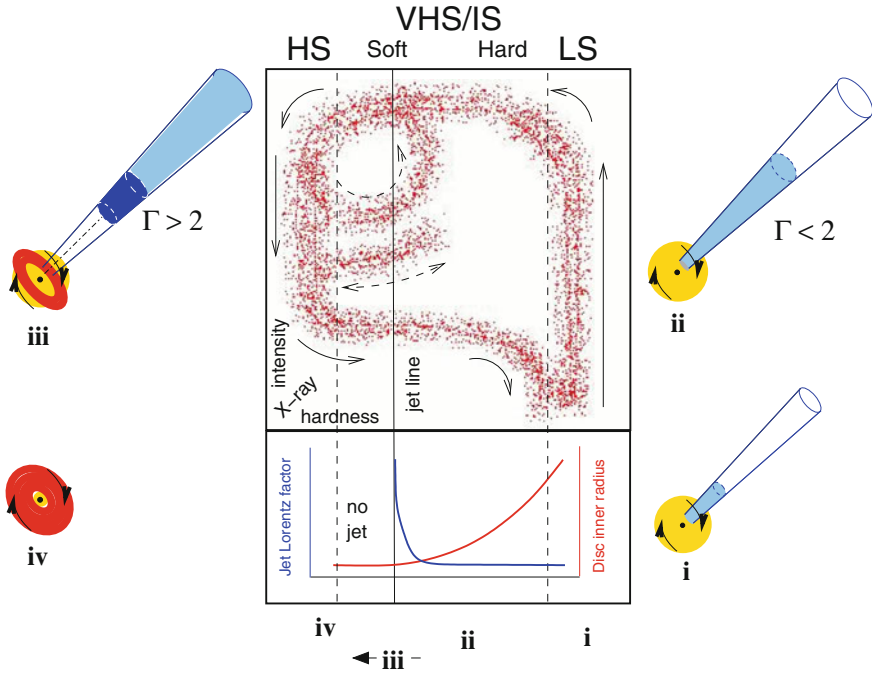 VHS/IS
HS Soft Hard LS
Γ > 2
Γ < 2
iii
ii
intensity
X−ray
hardness
jet line
Jet Lorentz factor
no
jet
Disc inner radius
iv
i
iv ii i
iii